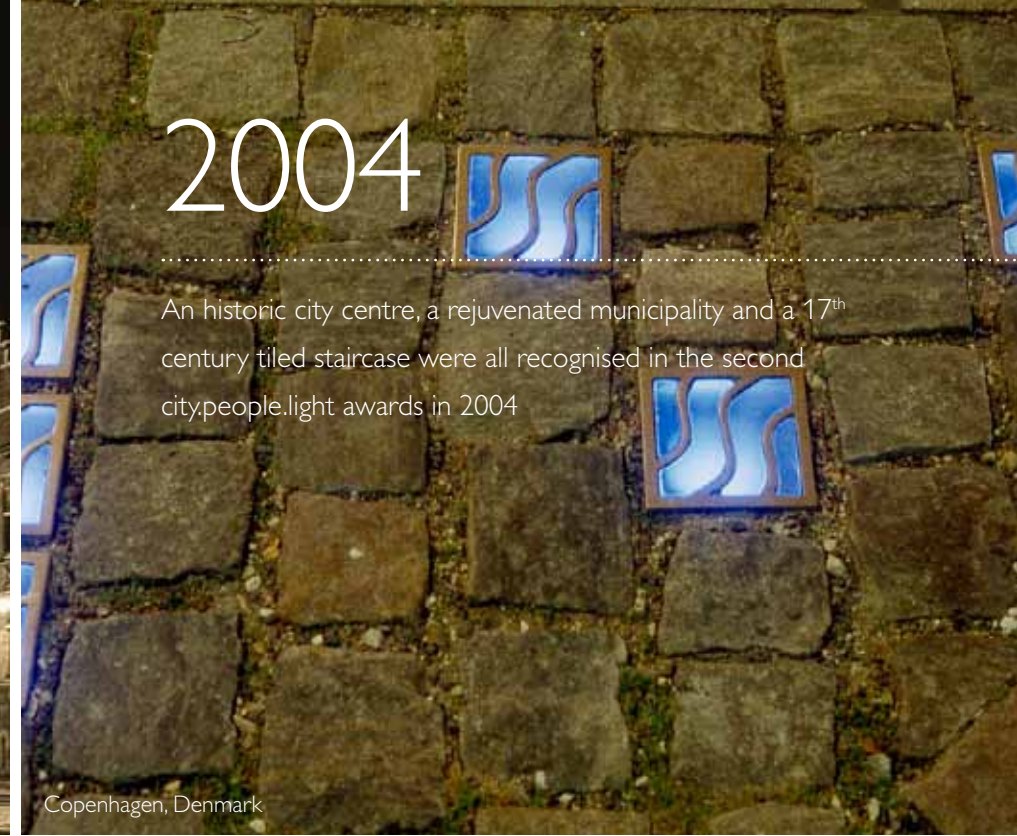 2004
An historic city centre, a rejuvenated municipality and a 17th
century tiled staircase were all recognised in the second
city.people.light awards in 2004
Copenhagen, Denmark